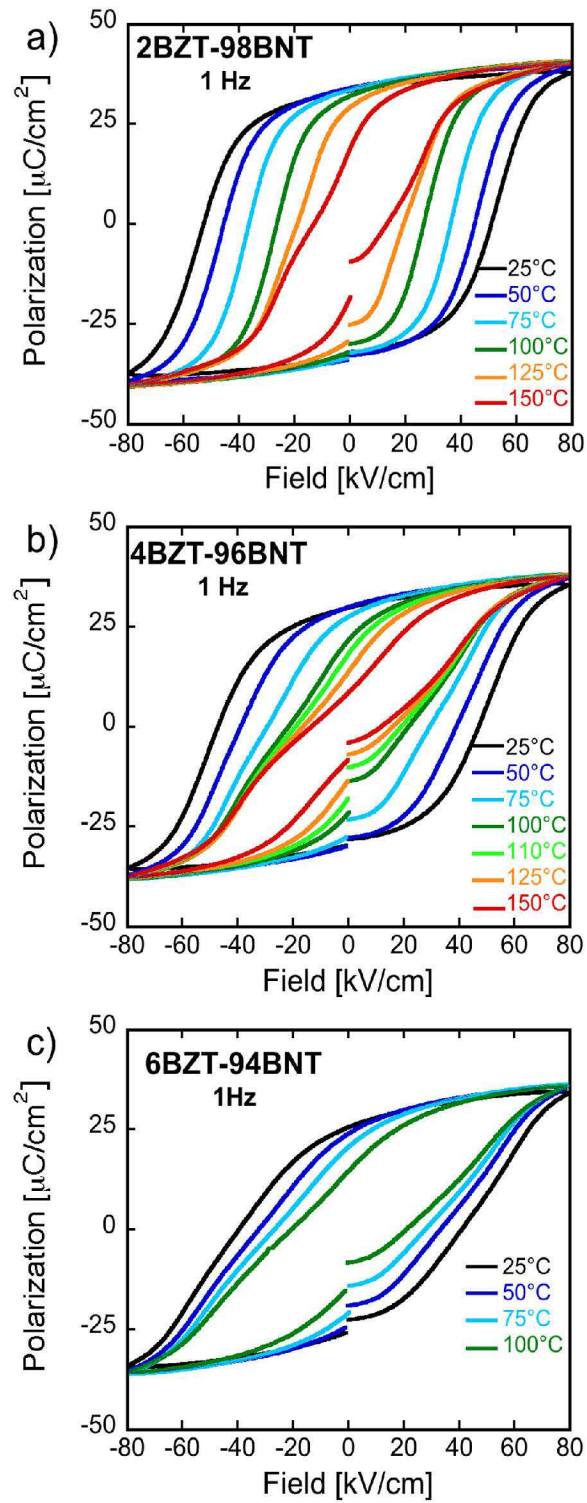 a)
2BZT-98BNT
1 Hz
50
25
0
-25
-50
Polarization [μC/cm²]
25°C
50°C
75°C
100°C
125°C
150°C
-80 -60 -40 -20 0 20 40 60 80
Field [kV/cm]
b)
4BZT-96BNT
1 Hz
50
25
0
-25
-50
Polarization [μC/cm²]
25°C
50°C
75°C
100°C
110°C
125°C
150°C
-80 -60 -40 -20 0 20 40 60 80
Field [kV/cm]
c)
6BZT-94BNT
1Hz
50
25
0
-25
-50
Polarization [μC/cm²]
25°C
50°C
75°C
100°C
-80 -60 -40 -20 0 20 40 60 80
Field [kV/cm]